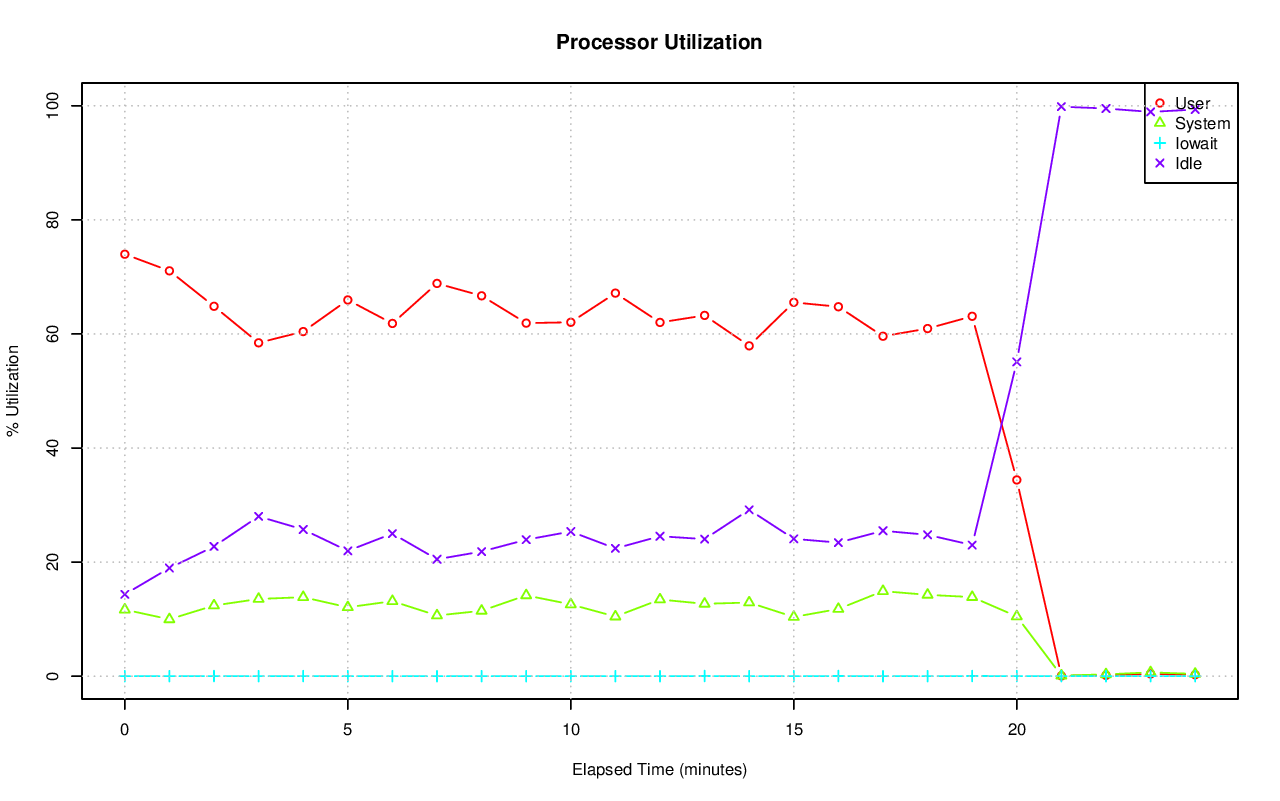 Processor Utilization
% Utilization
100
80
60
40
20
0
User
System
Iowait
Idle
0 5 10 15 20
Elapsed Time (minutes)